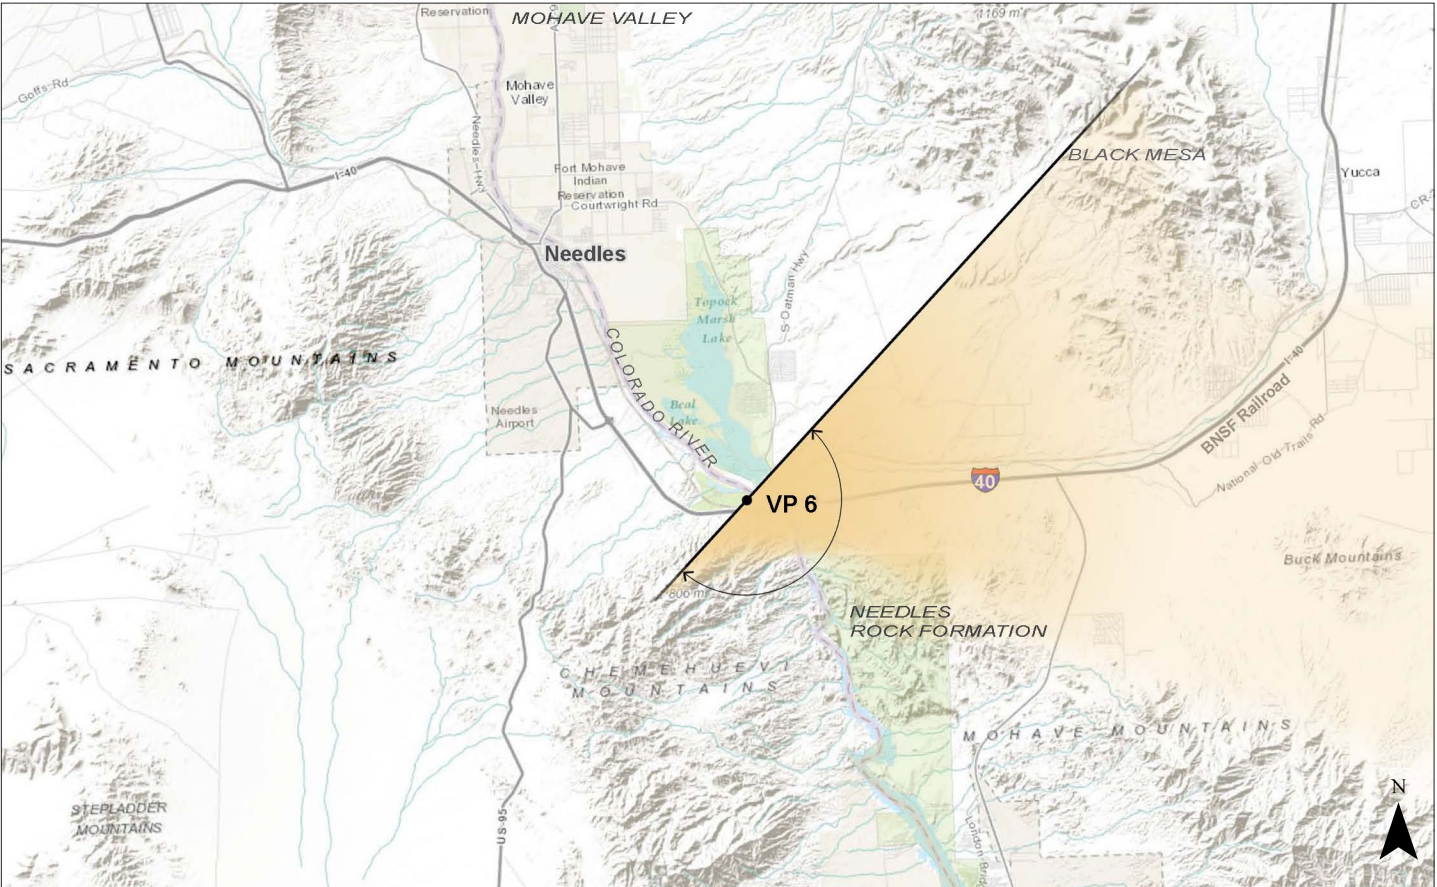 Reservation
MOHAVE VALLEY
1169 m
Goffs-Rd
Mohave
Valley
Needles-Hwy
I-40
Fort Mohave
Indian
Reservation
Courtwright Rd
BLACK MESA
Yucca
Needles
S-Oatman Hwy
Topock
Marsh
Lake
SACRAMENTO MOUNTAINS
COLORADO RIVER
I-40
BNSF Railroad
Needles
Airport
Beal
Lake
National-Old-Trails-Rd
40
VP 6
Buck Mountains
800 m
NEEDLES
ROCK FORMATION
CHEMEHUEVI
MOUNTAINS
MOHAVE MOUNTAINS
STEPLADDER
MOUNTAINS
US-95
N